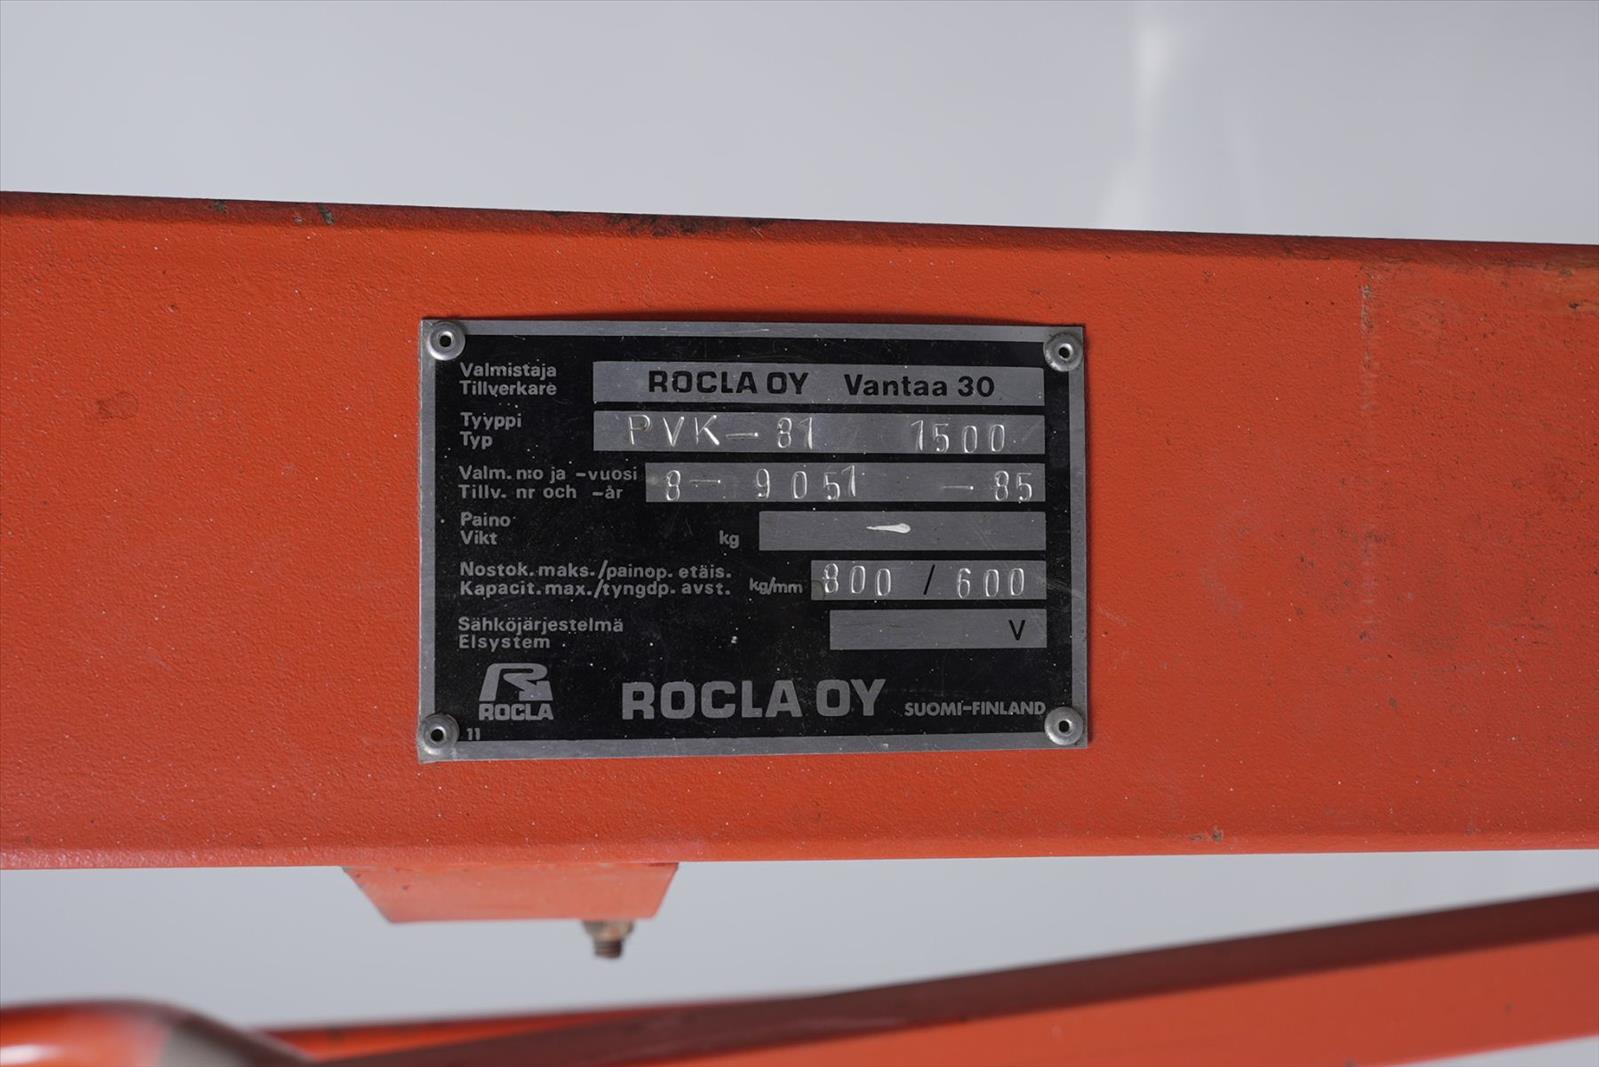 Valmistaja
Tillverkare
ROCLA OY Vantaa 30
Tyyppi
Typ
PVK-81 1500
Valm. n:o ja -vuosi
Tillv. nr och -år
8- 9051 -85
Paino
Vikt
kg
-
Nostok. maks./painop. etäis.
Kapacit. max./tyngdp. avst.
kg/mm
800 / 600
Sähköjärjestelmä
Elsystem
V
ROCLA
ROCLA OY SUOMI-FINLAND
11